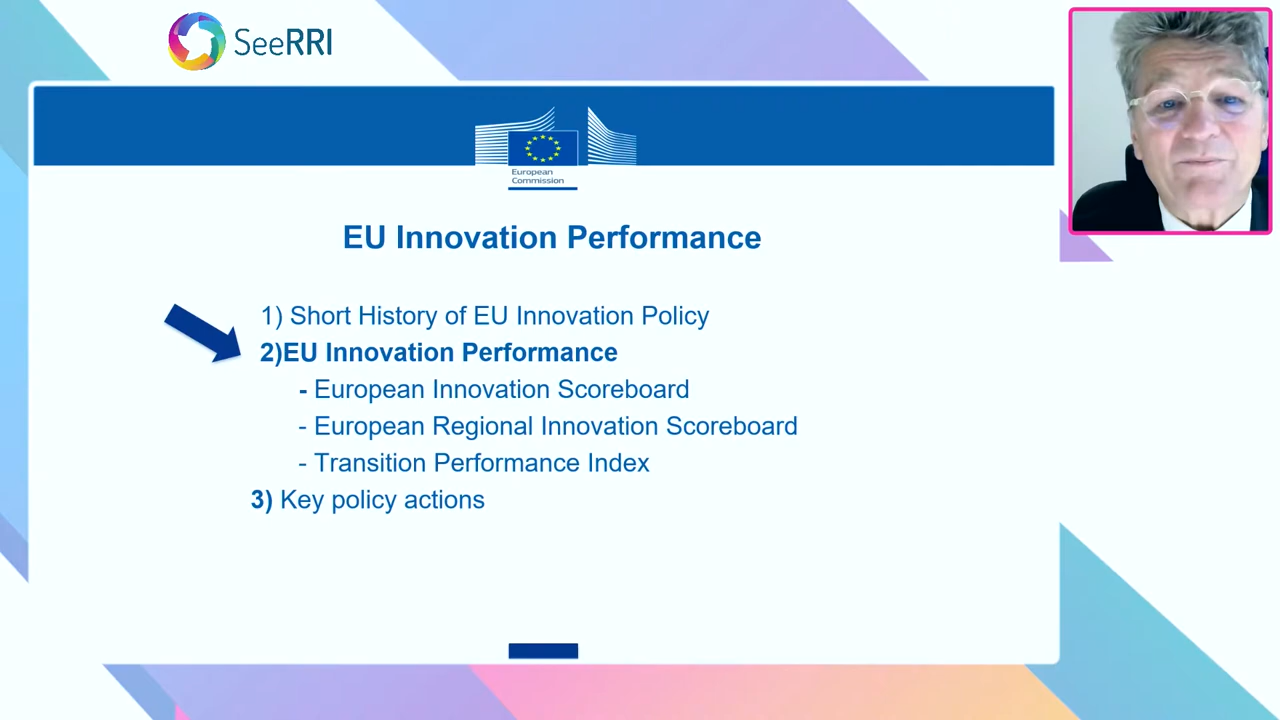 SeeRRI
European
Commission
EU Innovation Performance
1) Short History of EU Innovation Policy
2)EU Innovation Performance
- European Innovation Scoreboard
- European Regional Innovation Scoreboard
- Transition Performance Index
3) Key policy actions